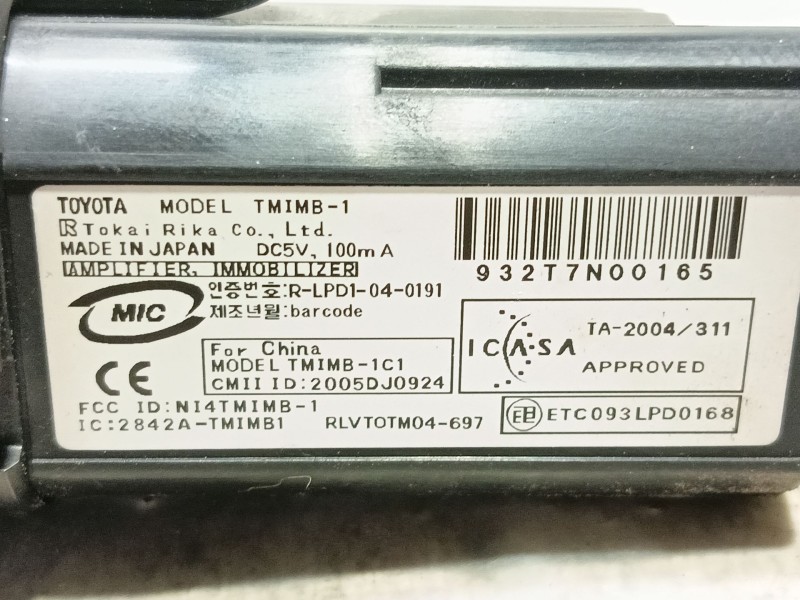 TOYOTA MODEL TMIMB-1
R Tokai Rika Co., Ltd.
MADE IN JAPAN DC5V, 100mA
AMPLIFIER, IMMOBILIZER
932T7N00165
MIC
인증번호:R-LPD1-04-0191
제조년월:barcode
For China
MODEL TMIMB-1C1
CMII ID:2005DJ0924
ICASA
TA-2004/311
APPROVED
CE
FCC ID:NI4TMIMB-1
IC:2842A-TMIMB1
RLVTOTM04-697
ETC093LPD0168